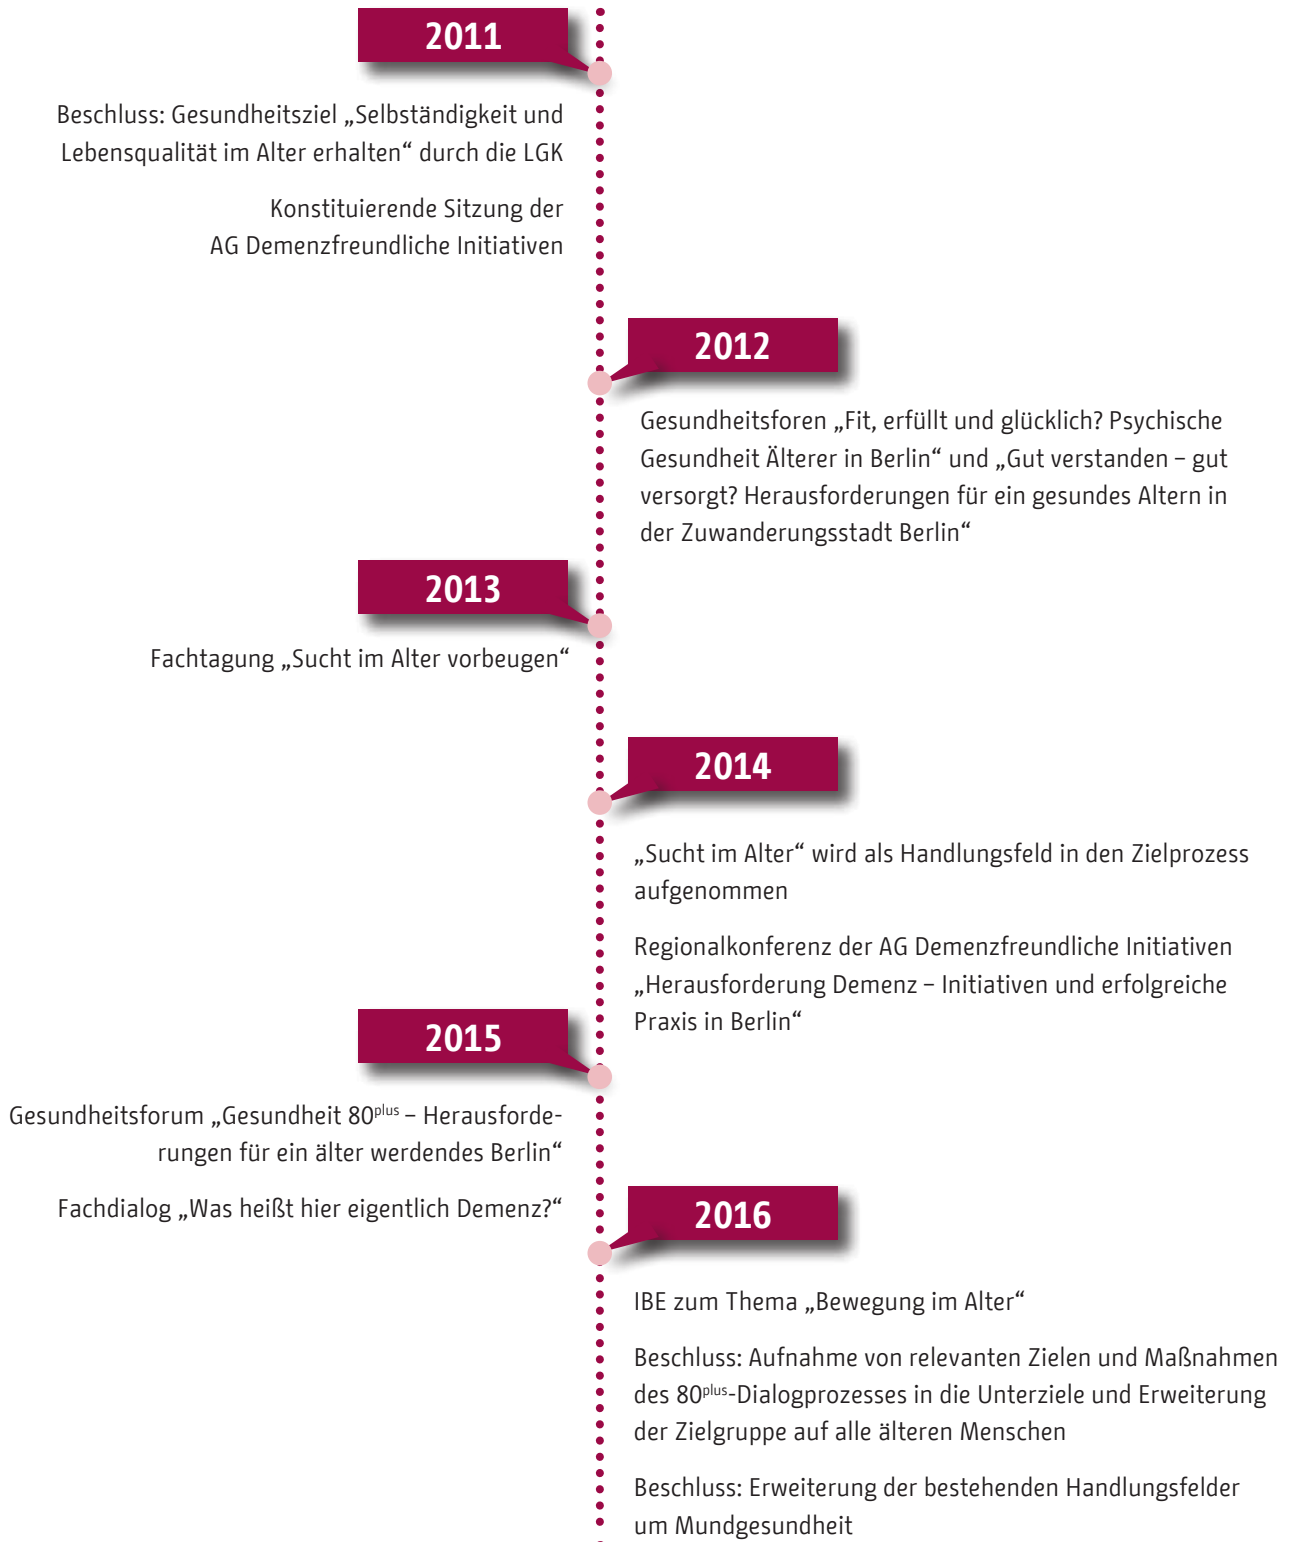 2011
Beschluss: Gesundheitsziel „Selbständigkeit und
Lebensqualität im Alter erhalten“ durch die LGK
Konstituierende Sitzung der
AG Demenzfreundliche Initiativen
2012
Gesundheitsforen „Fit, erfüllt und glücklich? Psychische
Gesundheit Älterer in Berlin“ und „Gut verstanden – gut
versorgt? Herausforderungen für ein gesundes Altern in
der Zuwanderungsstadt Berlin“
2013
Fachtagung „Sucht im Alter vorbeugen“
2014
„Sucht im Alter“ wird als Handlungsfeld in den Zielprozess
aufgenommen
Regionalkonferenz der AG Demenzfreundliche Initiativen
„Herausforderung Demenz – Initiativen und erfolgreiche
Praxis in Berlin“
2015
Gesundheitsforum „Gesundheit 80plus – Herausforde-
rungen für ein älter werdendes Berlin“
Fachdialog „Was heißt hier eigentlich Demenz?“
2016
IBE zum Thema „Bewegung im Alter“
Beschluss: Aufnahme von relevanten Zielen und Maßnahmen
des 80plus-Dialogprozesses in die Unterziele und Erweiterung
der Zielgruppe auf alle älteren Menschen
Beschluss: Erweiterung der bestehenden Handlungsfelder
um Mundgesundheit